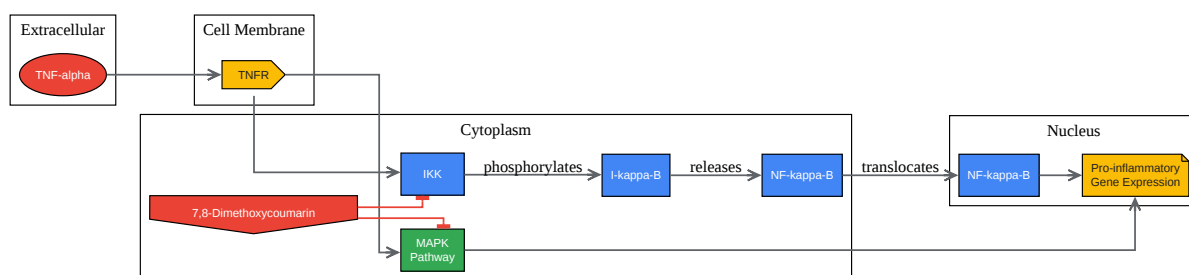 Extracellular
TNF-alpha
Cell Membrane
TNFR
Cytoplasm
IKK
phosphorylates
I-kappa-B
releases
NF-kappa-B
translocates
Nucleus
NF-kappa-B
Pro-inflammatory
Gene Expression
7,8-Dimethoxycoumarin
MAPK
Pathway